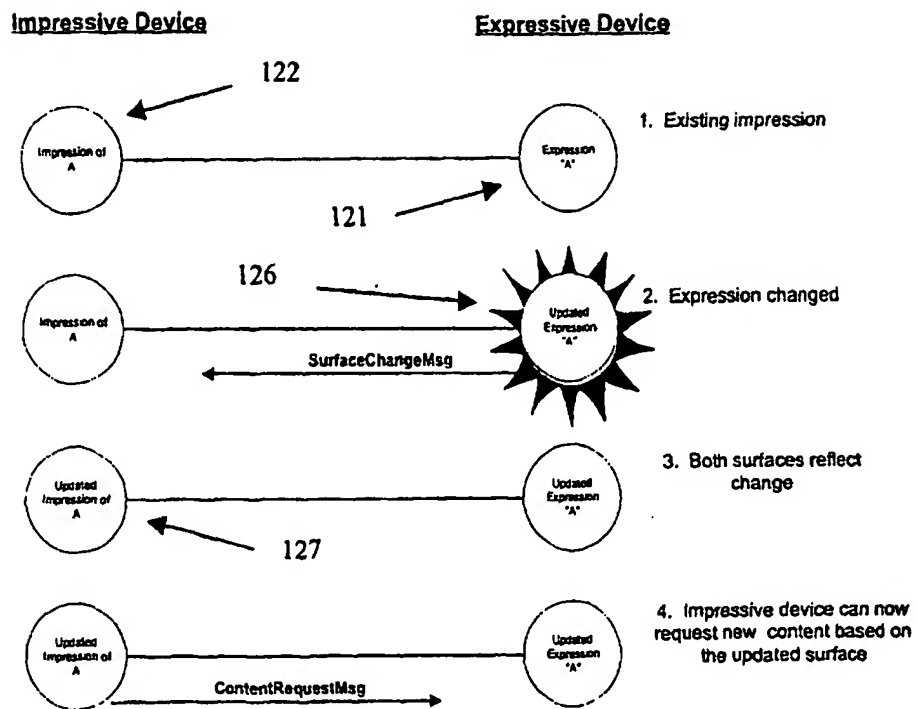 Impressive Device
Expressive Device
122
Impression of
A
Expression
"A"
1. Existing impression
121
126
Impression of
A
Updated
Expression
"A"
2. Expression changed
SurfaceChangeMsg
Updated
Impression of
A
Updated
Expression
"A"
3. Both surfaces reflect
change
127
Updated
Impression of
A
Updated
Expression
"A"
4. Impressive device can now
request new content based on
the updated surface
ContentRequestMsg